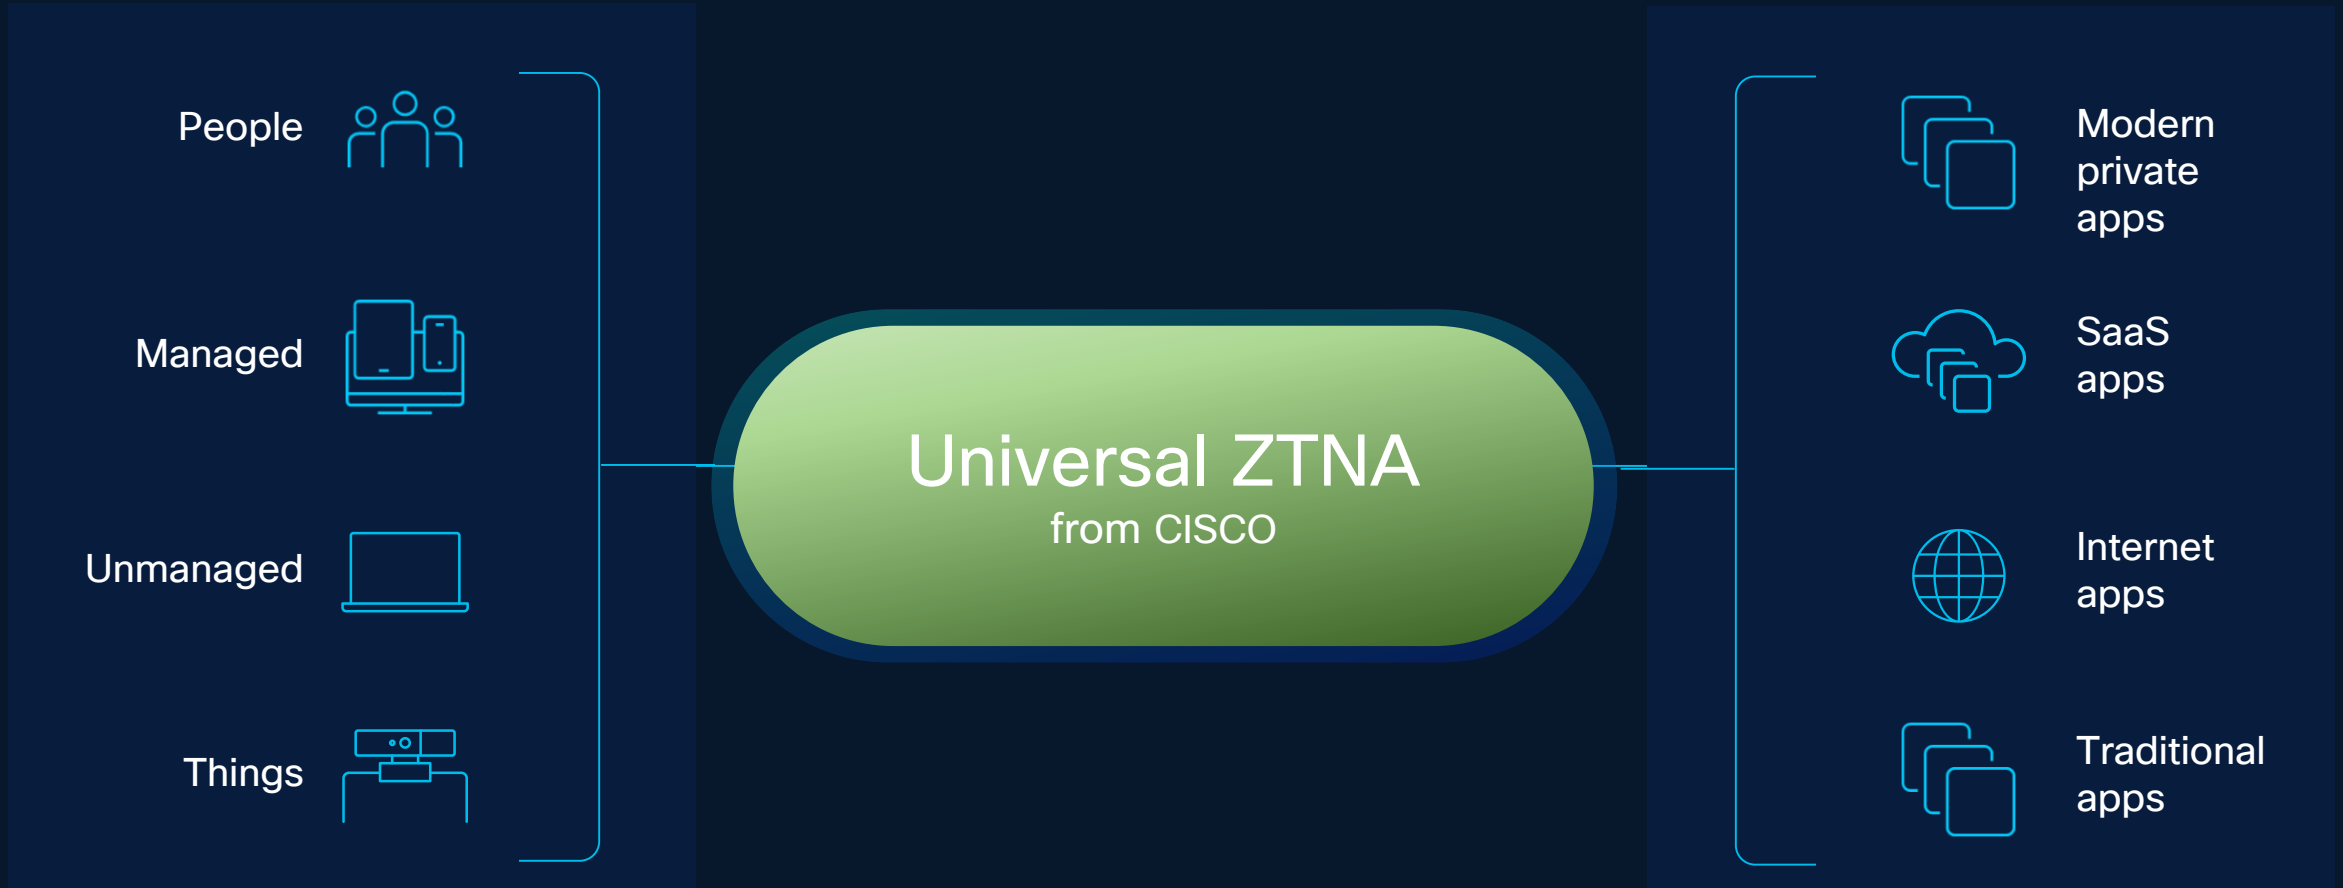 People
Managed
Unmanaged
Things
Universal ZTNA
from CISCO
Modern
private
apps
SaaS
apps
Internet
apps
Traditional
apps